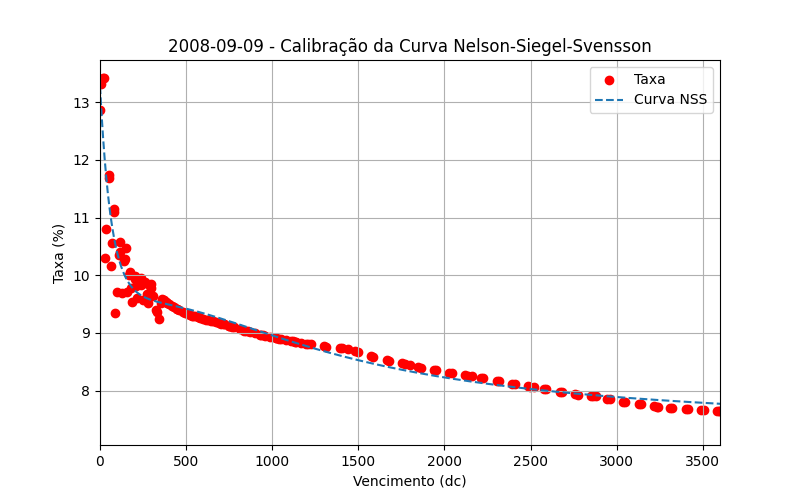 2008-09-09 - Calibração da Curva Nelson-Siegel-Svensson
Taxa
Curva NSS
Taxa (%)
13
12
11
10
9
8
0
500
1000
1500
2000
2500
3000
3500
Vencimento (dc)